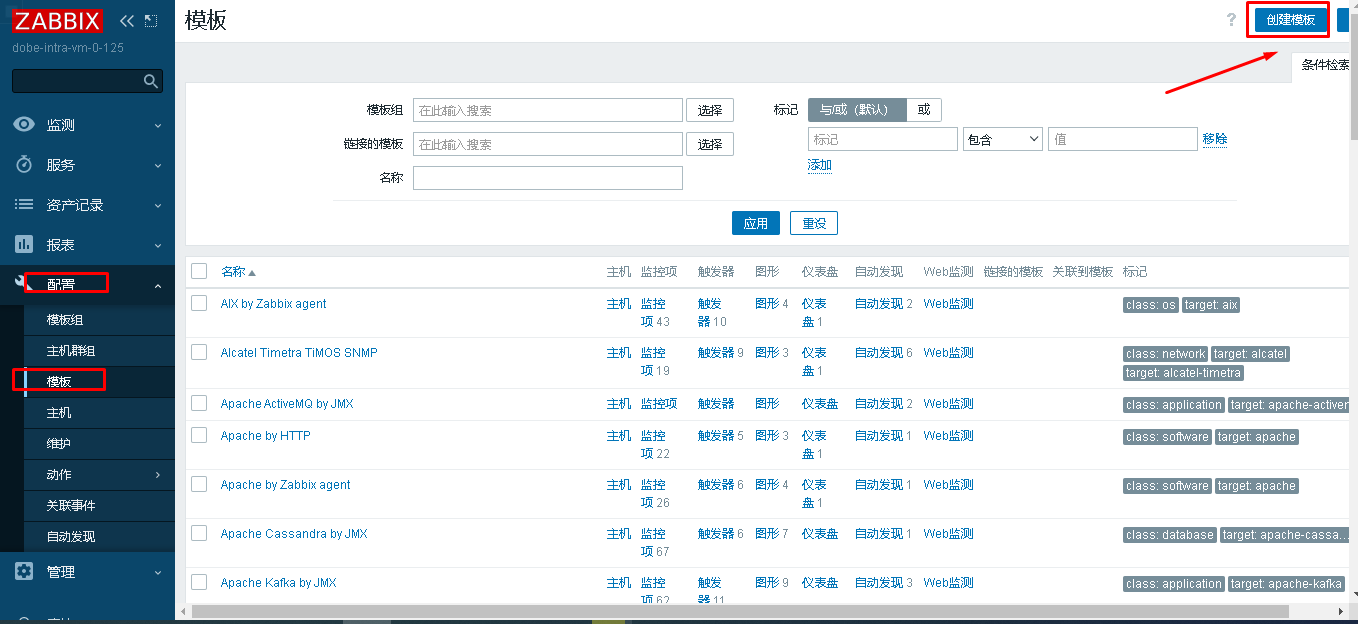 ZABBIX
dobe-intra-vm-0-125
监测
服务
资产记录
报表
配置
模板组
主机群组
模板
主机
维护
动作
关联事件
自动发现
管理
模板
? 创建模板
条件检索
模板组 在此输入搜索 选择
链接的模板 在此输入搜索 选择
名称
标记 与/或（默认） 或
标记 包含 值 移除
添加
应用 重设
名称 主机 监控项 触发器 图形 仪表盘 自动发现 Web监测 链接的模板 关联到模板 标记
AIX by Zabbix agent 主机 监控项 43 触发器 10 图形 4 仪表盘 1 自动发现 2 Web监测 class: os target: aix
Alcatel Timetra TiMOS SNMP 主机 监控项 19 触发器 9 图形 3 仪表盘 1 自动发现 6 Web监测 class: network target: alcatel
target: alcatel-timetra
Apache ActiveMQ by JMX 主机 监控项 触发器 图形 仪表盘 自动发现 2 Web监测 class: application target: apache-activem
Apache by HTTP 主机 监控项 22 触发器 5 图形 3 仪表盘 1 自动发现 1 Web监测 class: software target: apache
Apache by Zabbix agent 主机 监控项 26 触发器 6 图形 4 仪表盘 1 自动发现 1 Web监测 class: software target: apache
Apache Cassandra by JMX 主机 监控项 67 触发器 6 图形 7 仪表盘 自动发现 1 Web监测 class: database target: apache-cassa...
Apache Kafka by JMX 主机 监控项 62 触发器 11 图形 9 仪表盘 自动发现 3 Web监测 class: application target: apache-kafka